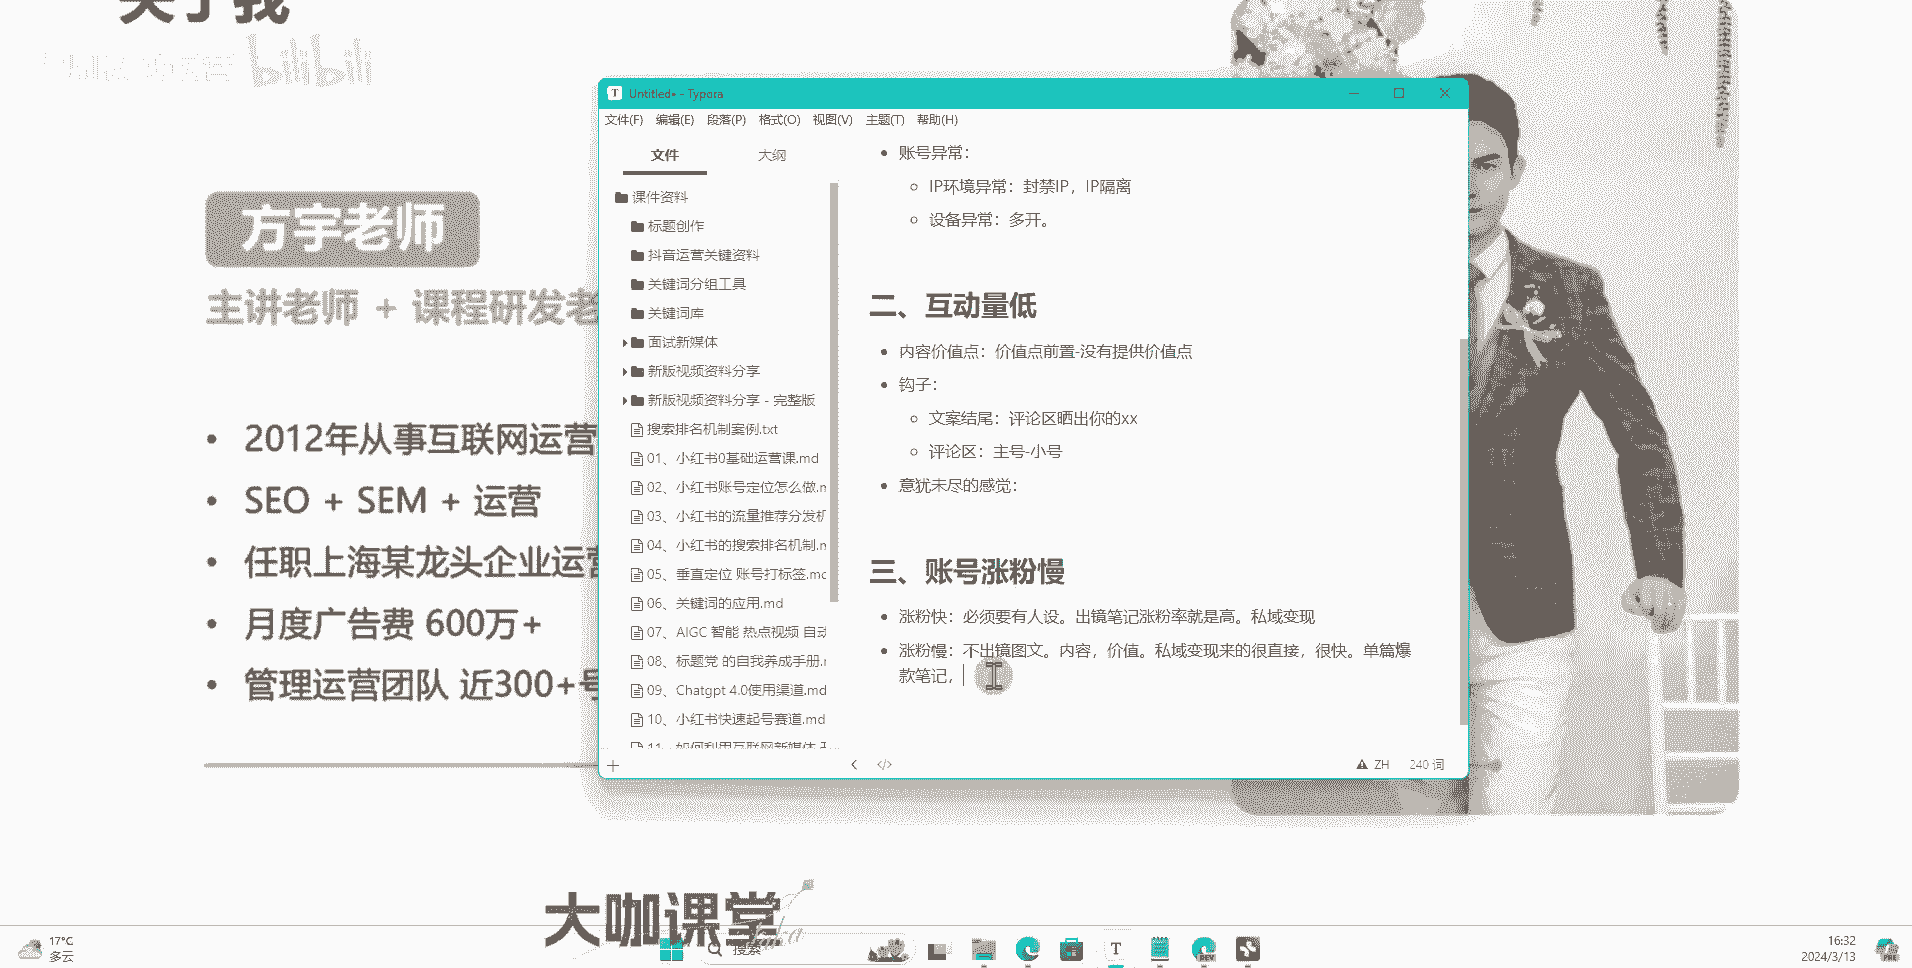 关于我
bilibili
方宇老师
主讲老师 + 课程研发老
2012年从事互联网运营
SEO + SEM + 运营
任职上海某龙头企业运营
月度广告费 600万+
管理运营团队 近300+号
大咖课堂
Untitled• - Typora
文件(F) 编辑(E) 段落(P) 格式(O) 视图(V) 主题(T) 帮助(H)
文件 大纲
课件资料
标题创作
抖音运营关键资料
关键词分组工具
关键词库
面试新媒体
新版视频资料分享
新版视频资料分享 - 完整版
搜索排名机制案例.txt
01、小红书0基础运营课.md
02、小红书账号定位怎么做.m
03、小红书的流量推荐分发机
04、小红书的搜索排名机制.m
05、垂直定位 账号打标签.md
06、关键词的应用.md
07、AIGC 智能 热点视频 自动
08、标题党 的自我养成手册.m
09、Chatgpt 4.0使用渠道.md
10、小红书快速起号赛道.md
11、如何利用互联网新媒体
账号异常：
IP环境异常：封禁IP，IP隔离
设备异常：多开。
二、互动量低
内容价值点：价值点前置-没有提供价值点
钩子：
文案结尾：评论区晒出你的xx
评论区：主号-小号
意犹未尽的感觉：
三、账号涨粉慢
涨粉快：必须要有人设。出镜笔记涨粉率就是高。私域变现
涨粉慢：不出镜图文。内容，价值。私域变现来的很直接，很快。单篇爆
款笔记，
ZH 240 词
17°C
多云
搜索
16:32
2024/3/13